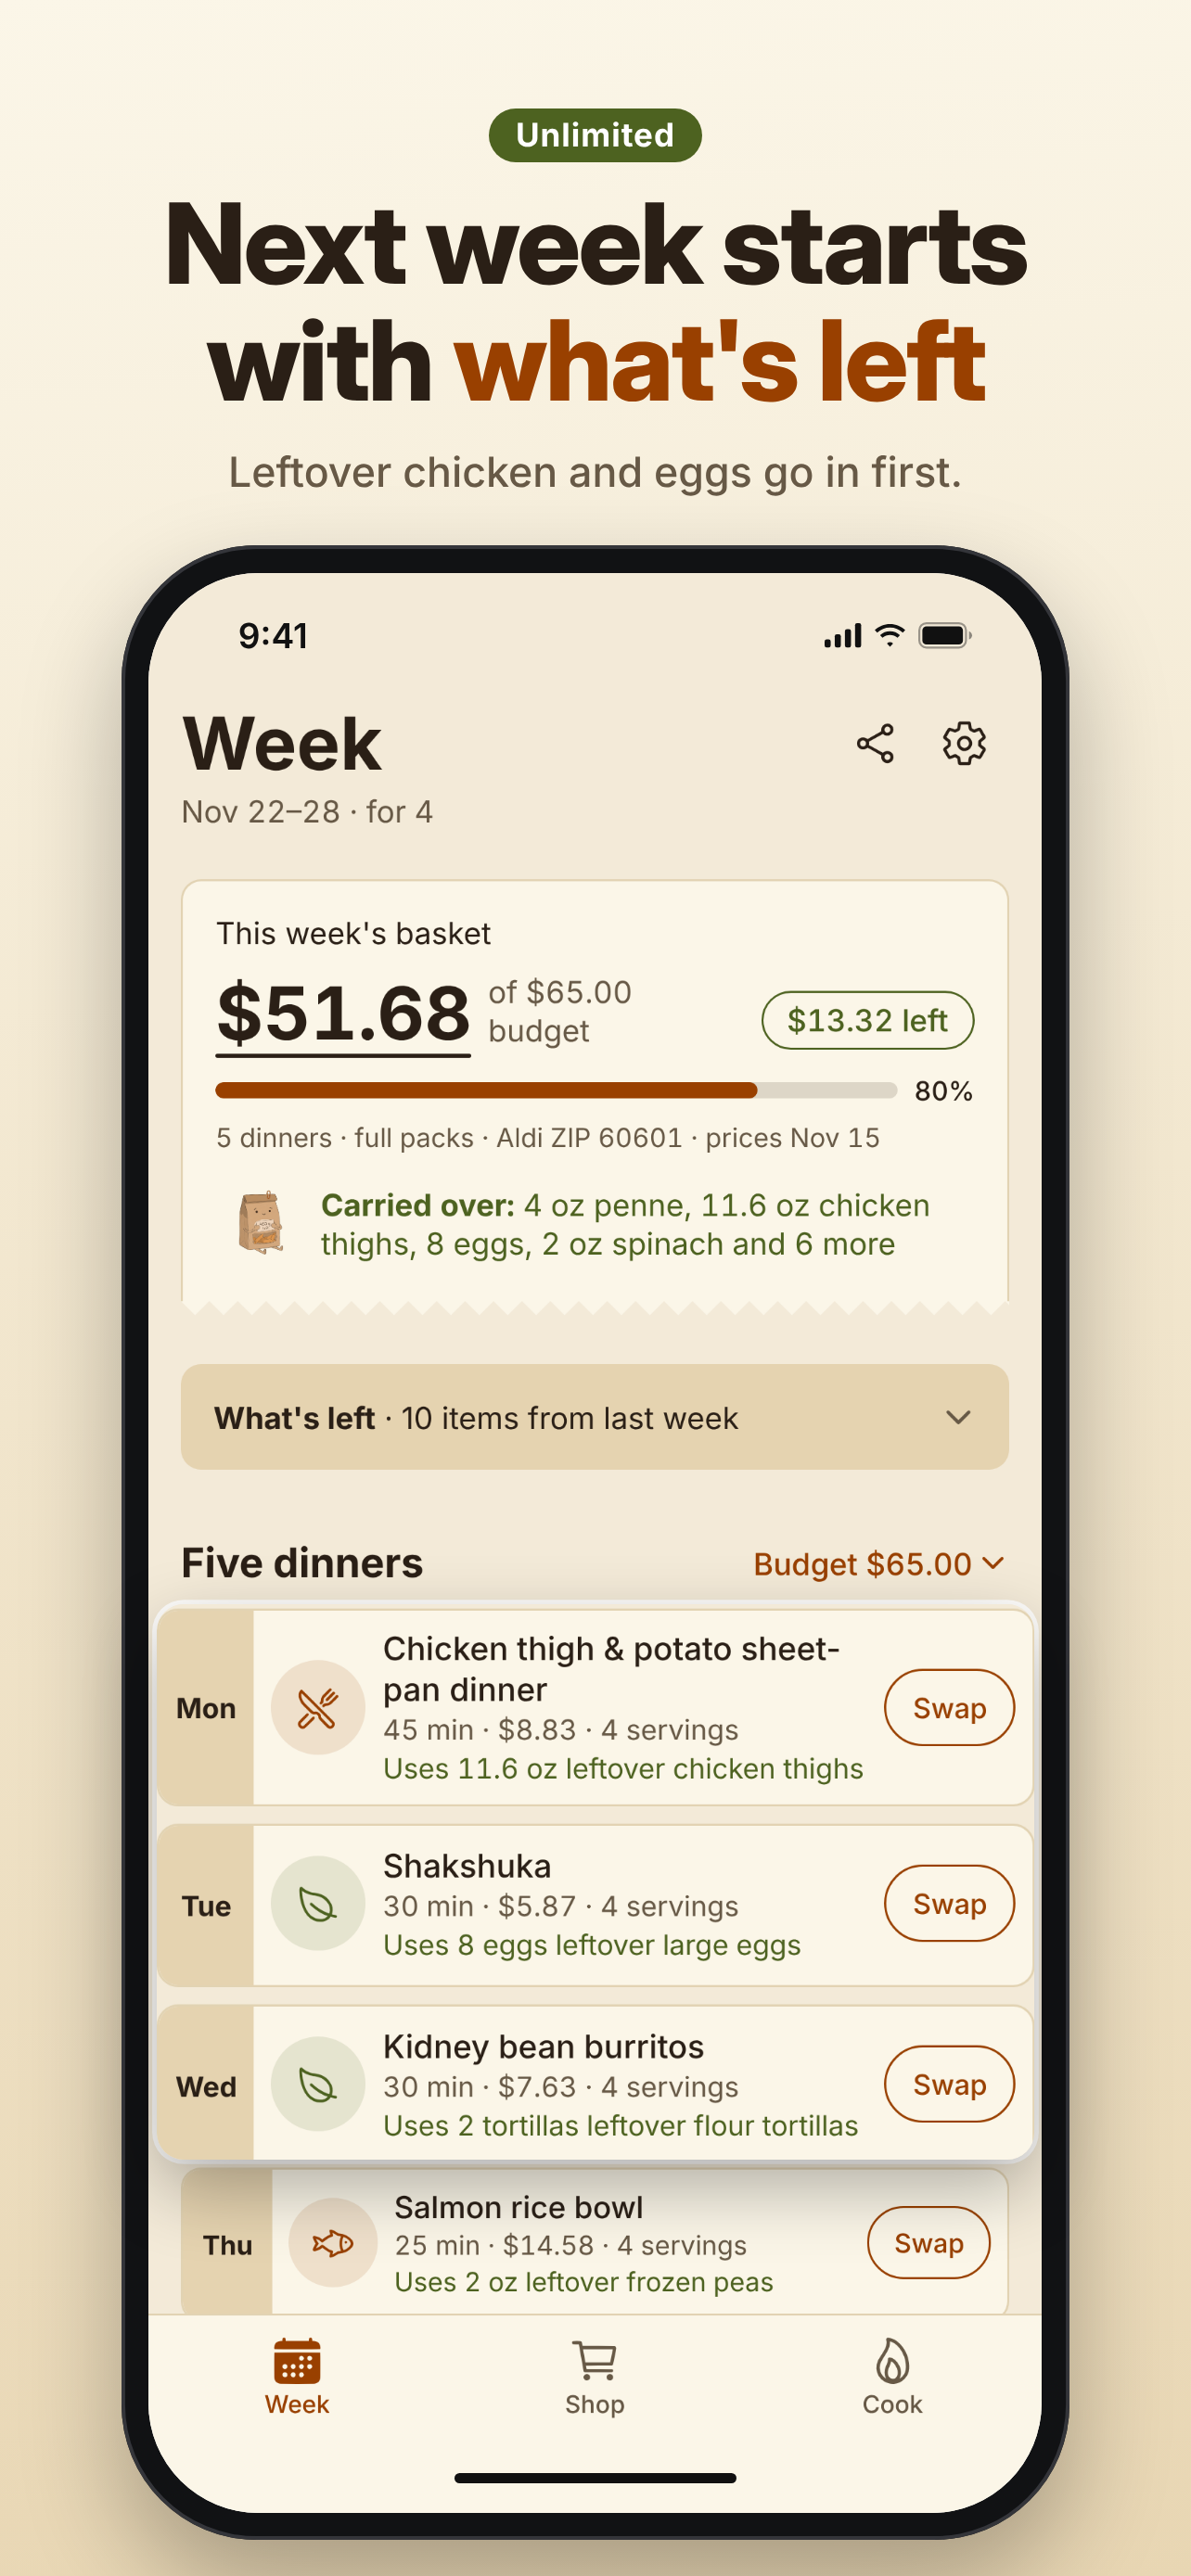 Unlimited
Next week starts
with what's left
Leftover chicken and eggs go in first.
9:41
Week
Nov 22–28 · for 4
This week's basket
$51.68
of $65.00
budget
$13.32 left
80%
5 dinners · full packs · Aldi ZIP 60601 · prices Nov 15
Carried over: 4 oz penne, 11.6 oz chicken
thighs, 8 eggs, 2 oz spinach and 6 more
What's left · 10 items from last week
Five dinners
Budget $65.00
Mon
Chicken thigh & potato sheet-
pan dinner
45 min · $8.83 · 4 servings
Uses 11.6 oz leftover chicken thighs
Swap
Tue
Shakshuka
30 min · $5.87 · 4 servings
Uses 8 eggs leftover large eggs
Swap
Wed
Kidney bean burritos
30 min · $7.63 · 4 servings
Uses 2 tortillas leftover flour tortillas
Swap
Thu
Salmon rice bowl
25 min · $14.58 · 4 servings
Uses 2 oz leftover frozen peas
Swap
Week
Shop
Cook